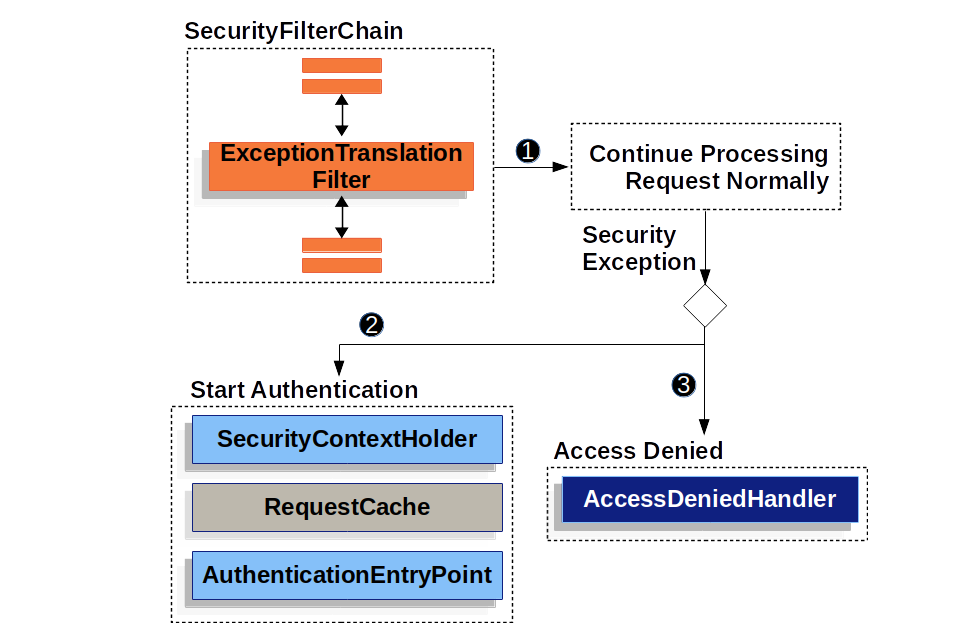 SecurityFilterChain
ExceptionTranslation
Filter
1
Continue Processing
Request Normally
Security
Exception
2
3
Start Authentication
SecurityContextHolder
RequestCache
AuthenticationEntryPoint
Access Denied
AccessDeniedHandler